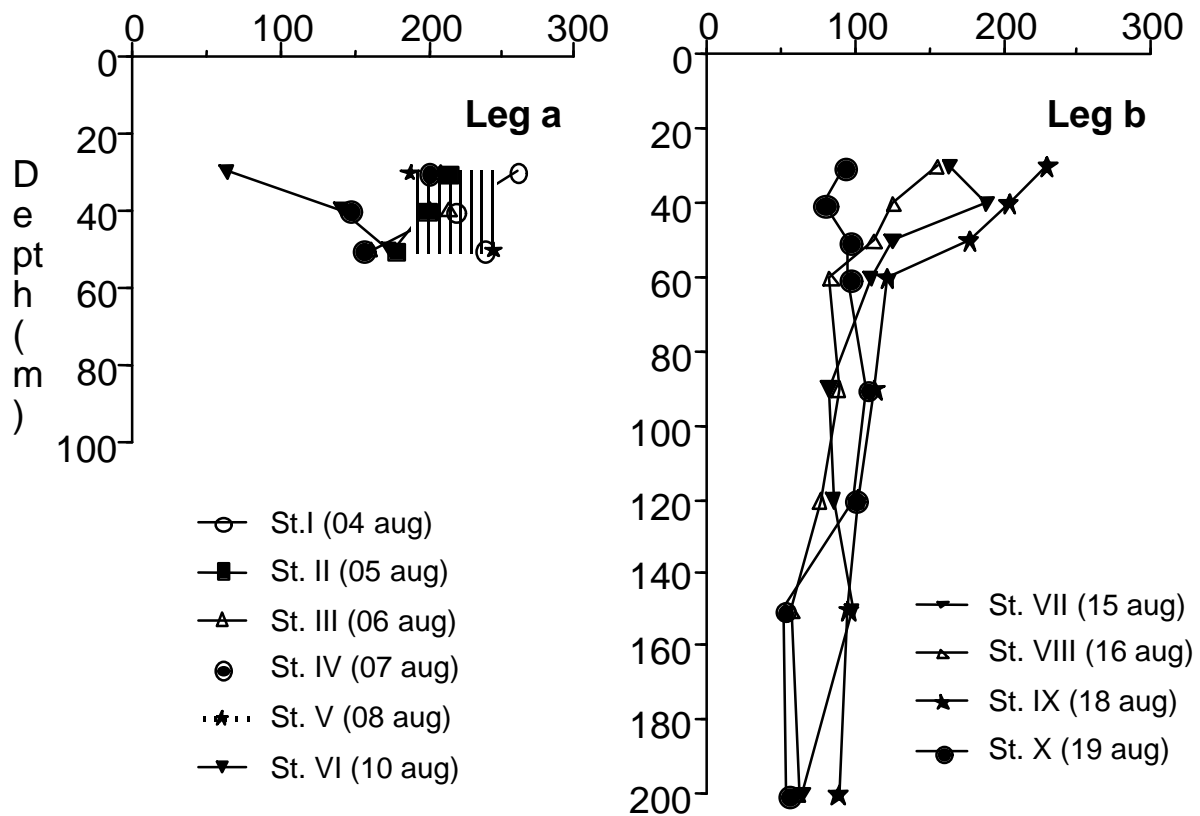 0 100 200 300
0
20
40
60
80
100
D
e
pt
h
(
m
)
Leg a
St.I (04 aug)
St. II (05 aug)
St. III (06 aug)
St. IV (07 aug)
St. V (08 aug)
St. VI (10 aug)
0 100 200 300
0
20
40
60
80
100
120
140
160
180
200
Leg b
St. VII (15 aug)
St. VIII (16 aug)
St. IX (18 aug)
St. X (19 aug)